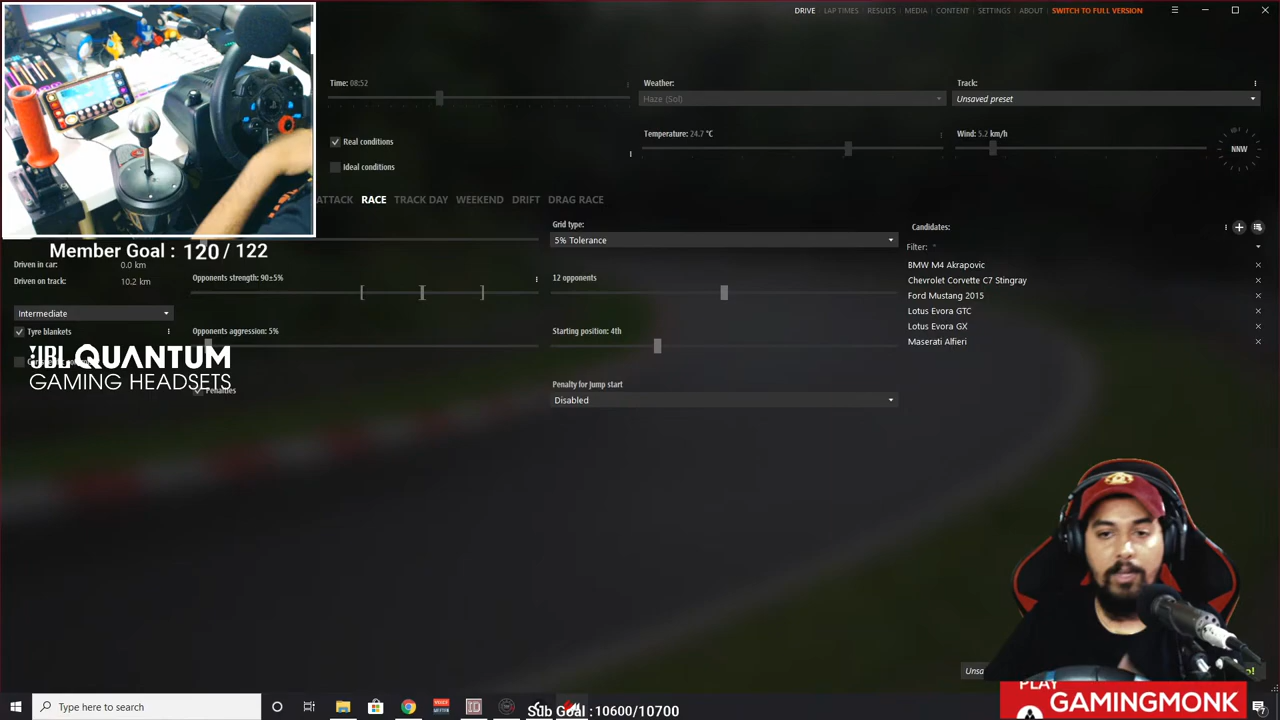 DRIVE LAP TIMES RESULTS MEDIA CONTENT SETTINGS ABOUT SWITCH TO FULL VERSION
Time: 08:52
Weather:
Track:
Haze (Sol)
Unsaved preset
Temperature: 24.7 °C
Wind: 5.2 km/h
NNW
Real conditions
Ideal conditions
ATTACK RACE TRACK DAY WEEKEND DRIFT DRAG RACE
Member Goal : 120 / 122
Grid type:
5% Tolerance
Candidates:
Filter: *
Driven in car: 0.0 km
Driven on track: 10.2 km
Opponents strength: 90±5%
12 opponents
BMW M4 Akrapovic
Chevrolet Corvette C7 Stingray
Ford Mustang 2015
Lotus Evora GTC
Lotus Evora GX
Maserati Alfieri
Intermediate
Tyre blankets
Opponents aggression: 5%
Starting position: 4th
JBL QUANTUM
GAMING HEADSETS
Penalties
Penalty for jump start
Disabled
Unsa
PLAY
GAMINGMONK
Type here to search
Sub Goal : 10600/10700